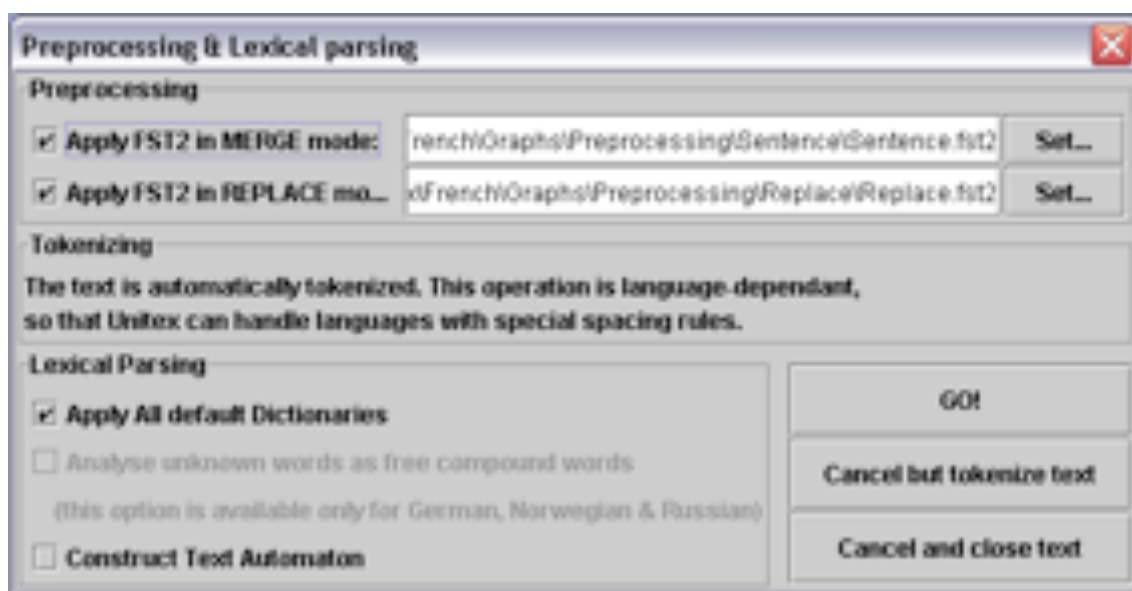 Preprocessing & Lexical parsing
Preprocessing
Apply FST2 in MERGE mode: rench\Graphs\Preprocessing\Sentence\Sentence.fst2 Set...
Apply FST2 in REPLACE mo... x\French\Graphs\Preprocessing\Replace\Replace.fst2 Set...
Tokenizing
The text is automatically tokenized. This operation is language-dependant,
so that Unitex can handle languages with special spacing rules.
Lexical Parsing
Apply All default Dictionaries
Analyse unknown words as free compound words
(this option is available only for German, Norwegian & Russian)
Construct Text Automaton
GO!
Cancel but tokenize text
Cancel and close text